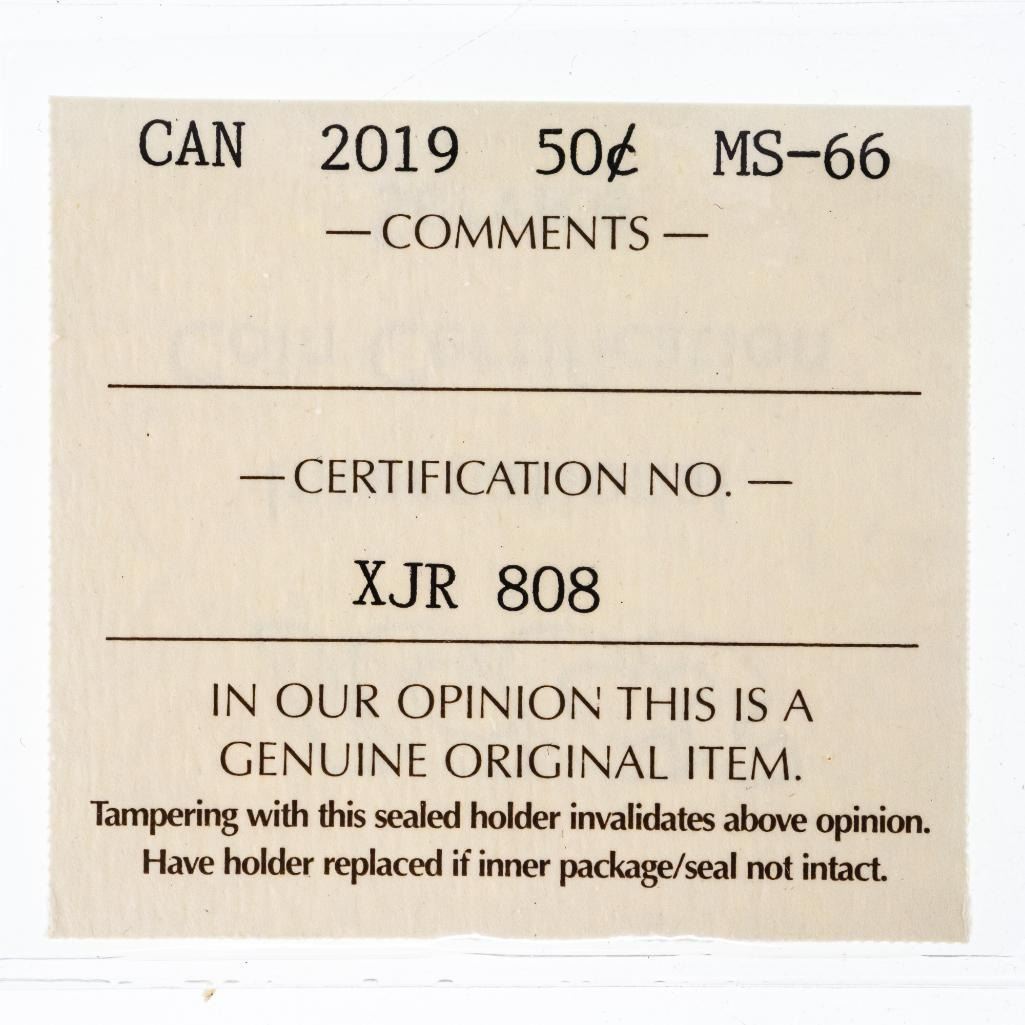 CAN 2019 50¢ MS-66
— COMMENTS —
— CERTIFICATION NO. —
XJR 808
IN OUR OPINION THIS IS A
GENUINE ORIGINAL ITEM.
Tampering with this sealed holder invalidates above opinion.
Have holder replaced if inner package/seal not intact.